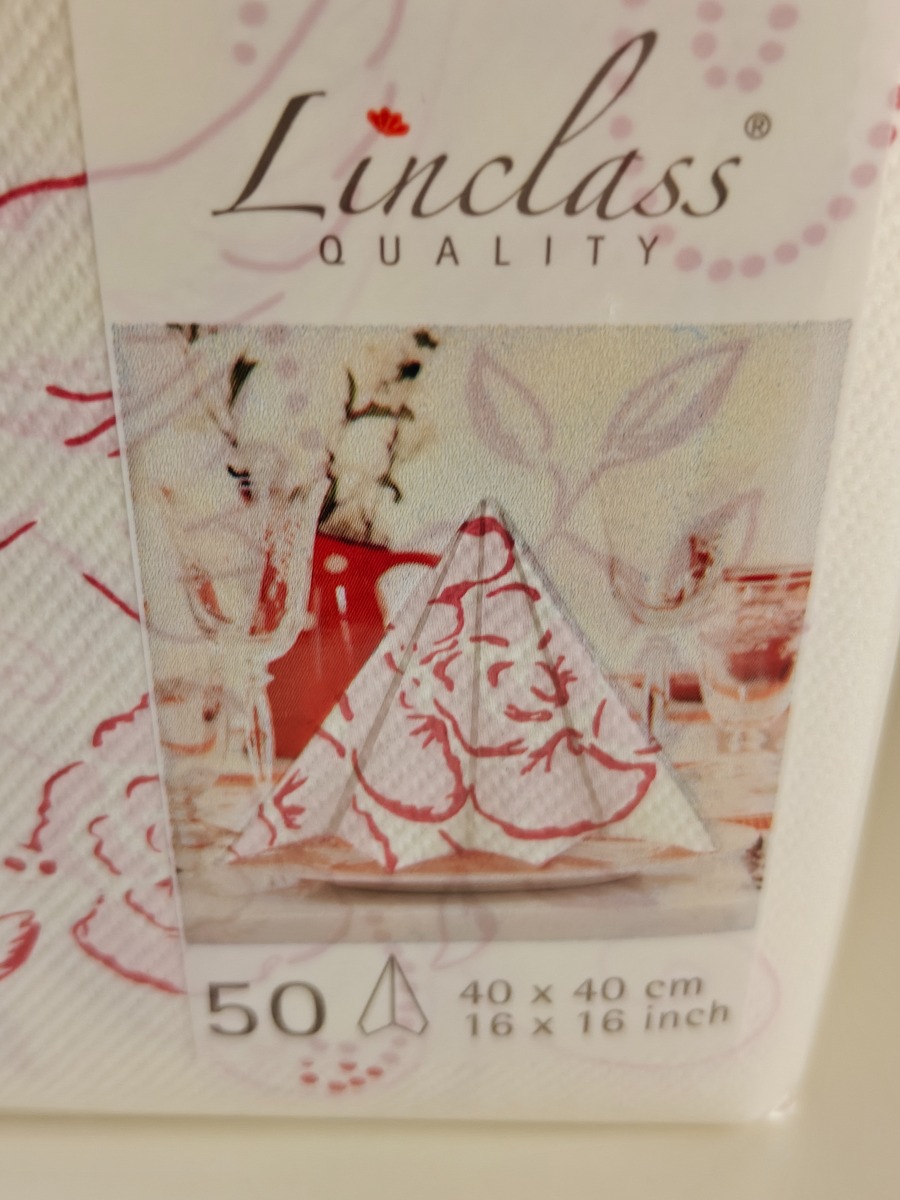 Linclass®
QUALITY
50
40 x 40 cm
16 x 16 inch